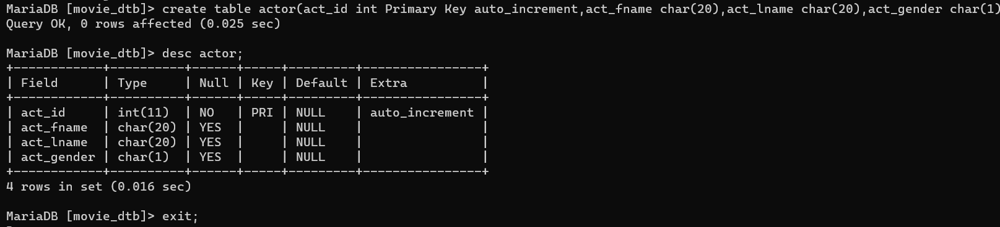 MariaDB [movie_dtb]> create table actor(act_id int Primary Key auto_increment,act_fname char(20),act_lname char(20),act_gender char(1)
Query OK, 0 rows affected (0.025 sec)
MariaDB [movie_dtb]> desc actor;
+------------+----------+------+-----+---------+----------------+
| Field      | Type     | Null | Key | Default | Extra          |
+------------+----------+------+-----+---------+----------------+
| act_id     | int(11)  | NO   | PRI | NULL    | auto_increment |
| act_fname  | char(20) | YES  |     | NULL    |                |
| act_lname  | char(20) | YES  |     | NULL    |                |
| act_gender | char(1)  | YES  |     | NULL    |                |
+------------+----------+------+-----+---------+----------------+
4 rows in set (0.016 sec)
MariaDB [movie_dtb]> exit;